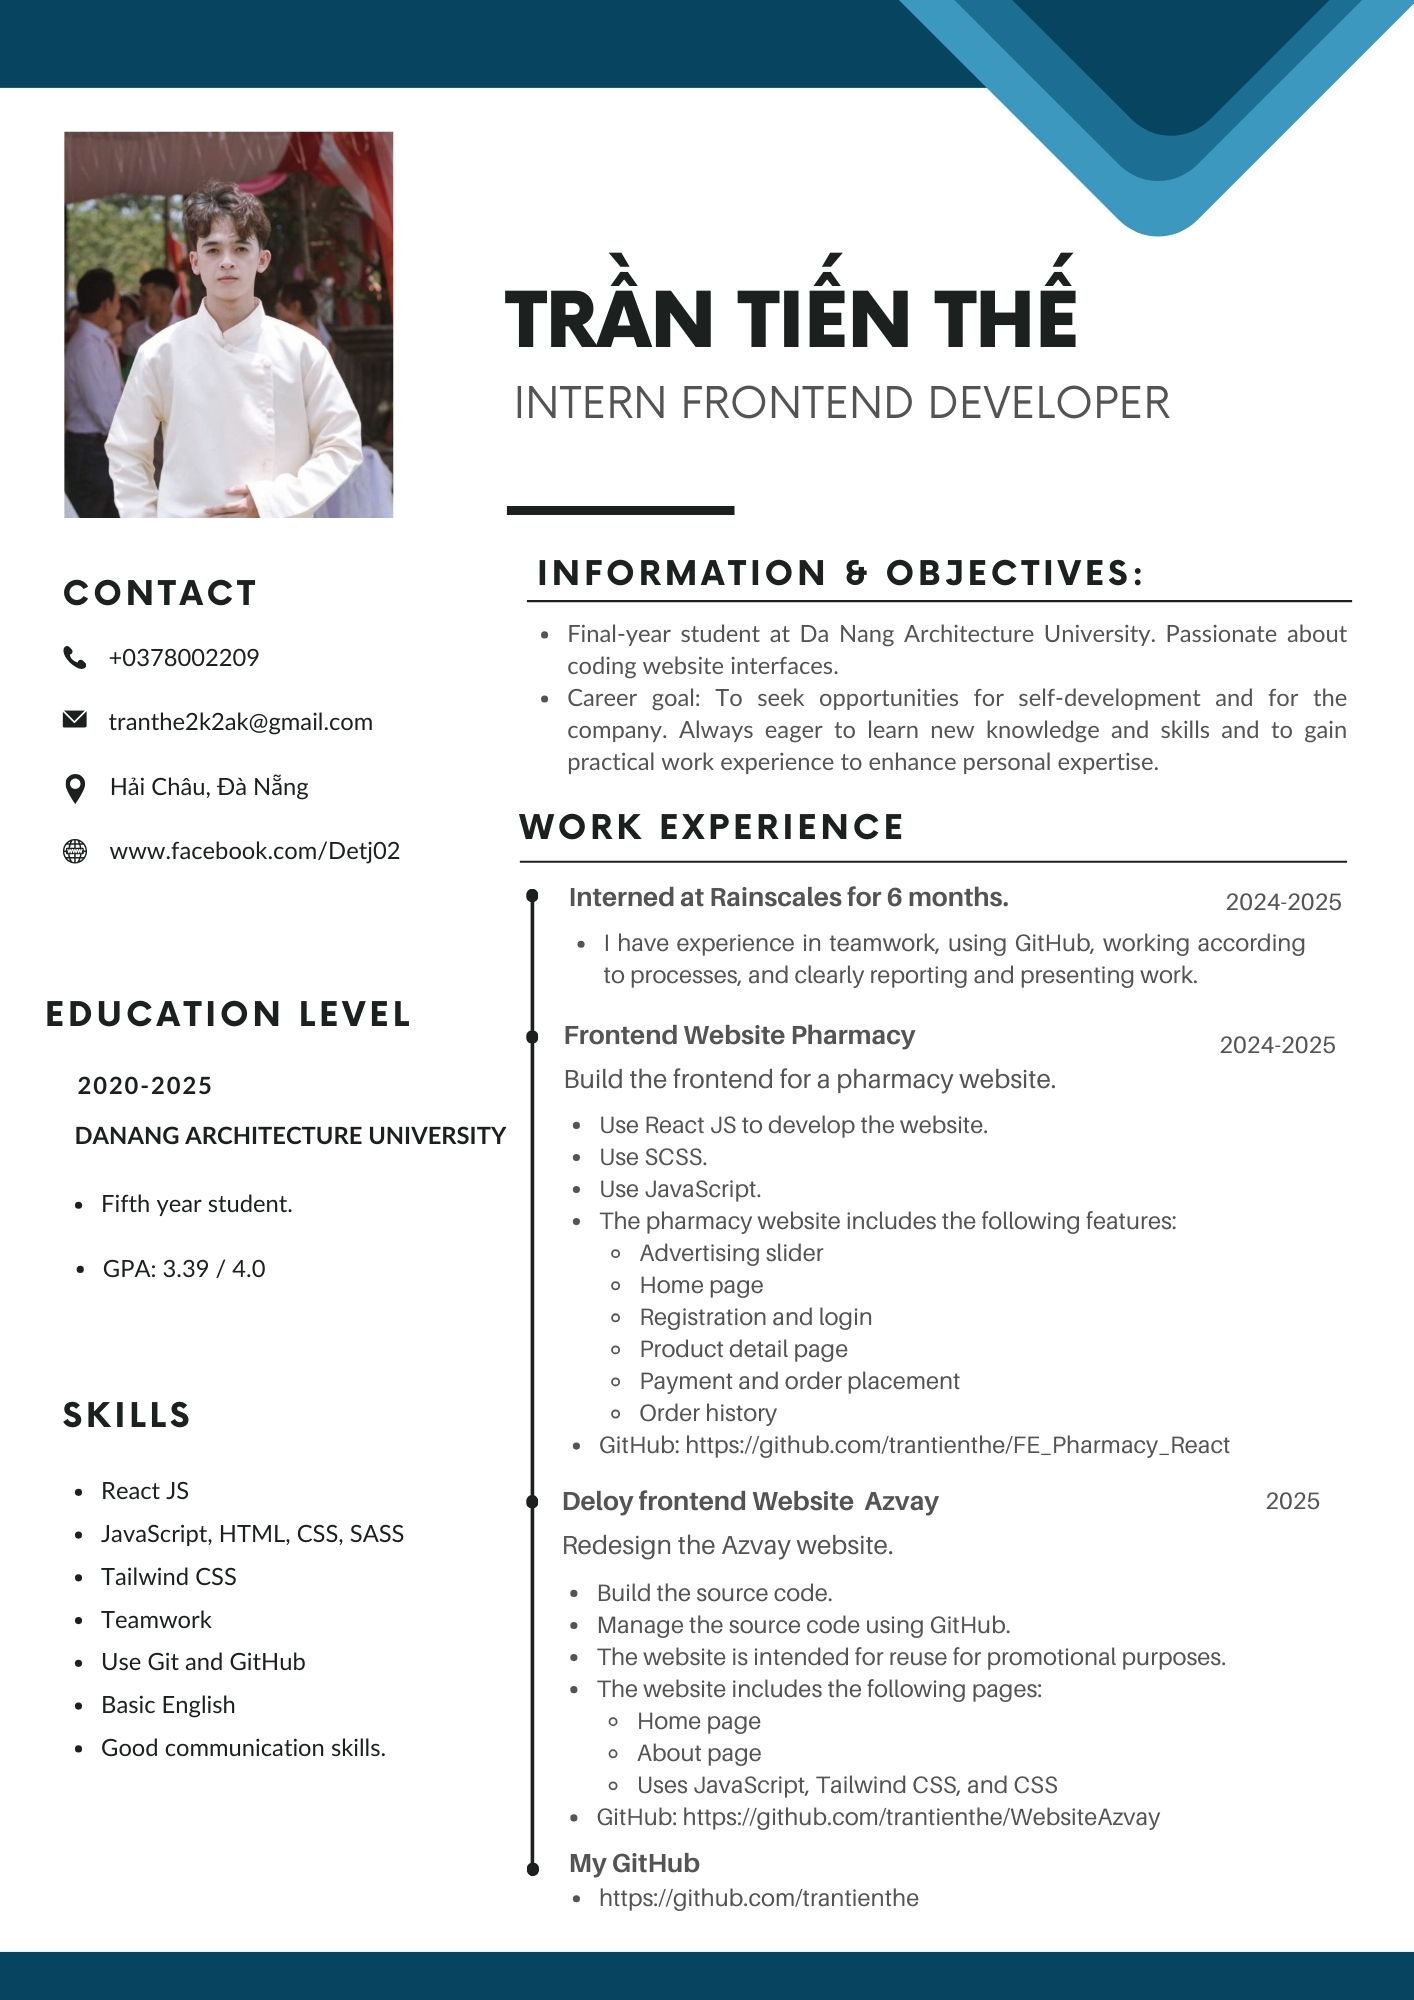 TRẦN TIẾN THẾ
INTERN FRONTEND DEVELOPER
CONTACT
+0378002209
tranthe2k2ak@gmail.com
Hải Châu, Đà Nẵng
www.facebook.com/Detj02
EDUCATION LEVEL
2020-2025
DANANG ARCHITECTURE UNIVERSITY
• Fifth year student.
• GPA: 3.39 / 4.0
SKILLS
• React JS
• JavaScript, HTML, CSS, SASS
• Tailwind CSS
• Teamwork
• Use Git and GitHub
• Basic English
• Good communication skills.
INFORMATION & OBJECTIVES:
• Final-year student at Da Nang Architecture University. Passionate about
coding website interfaces.
• Career goal: To seek opportunities for self-development and for the
company. Always eager to learn new knowledge and skills and to gain
practical work experience to enhance personal expertise.
WORK EXPERIENCE
Interned at Rainscales for 6 months. 2024-2025
• I have experience in teamwork, using GitHub, working according
to processes, and clearly reporting and presenting work.
Frontend Website Pharmacy 2024-2025
Build the frontend for a pharmacy website.
• Use React JS to develop the website.
• Use SCSS.
• Use JavaScript.
• The pharmacy website includes the following features:
◦ Advertising slider
◦ Home page
◦ Registration and login
◦ Product detail page
◦ Payment and order placement
◦ Order history
• GitHub: https://github.com/trantienthe/FE_Pharmacy_React
Deloy frontend Website Azvay 2025
Redesign the Azvay website.
• Build the source code.
• Manage the source code using GitHub.
• The website is intended for reuse for promotional purposes.
• The website includes the following pages:
◦ Home page
◦ About page
◦ Uses JavaScript, Tailwind CSS, and CSS
• GitHub: https://github.com/trantienthe/WebsiteAzvay
My GitHub
• https://github.com/trantienthe